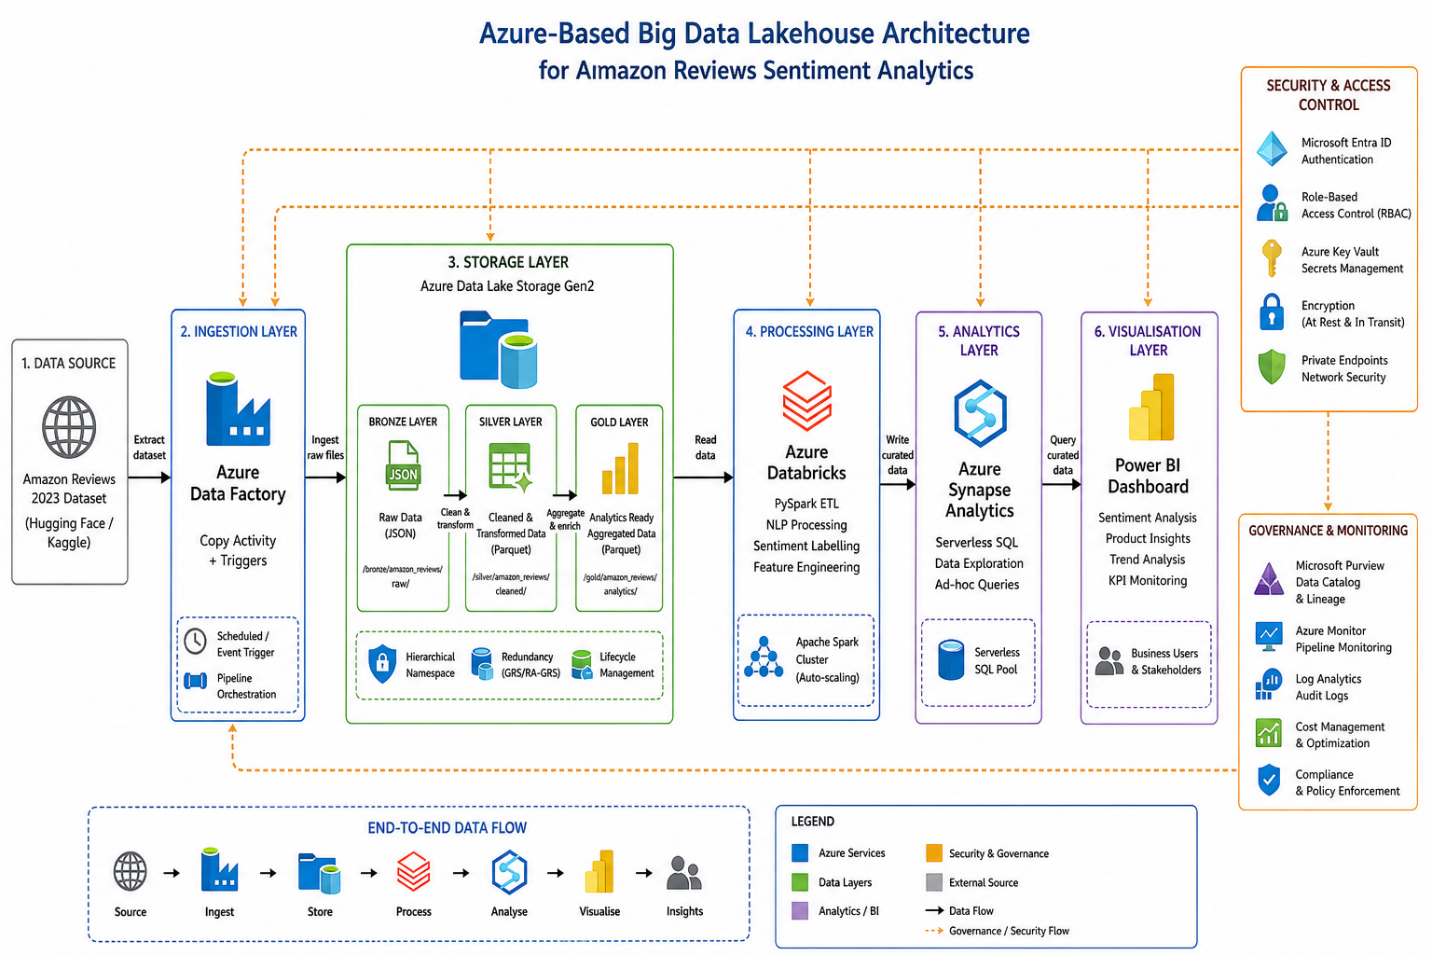 Azure-Based Big Data Lakehouse Architecture
for Amazon Reviews Sentiment Analytics
SECURITY & ACCESS
CONTROL
Microsoft Entra ID
Authentication
Role-Based
Access Control (RBAC)
Azure Key Vault
Secrets Management
Encryption
(At Rest & In Transit)
Private Endpoints
Network Security
1. DATA SOURCE
Amazon Reviews
2023 Dataset
(Hugging Face /
Kaggle)
Extract
dataset
2. INGESTION LAYER
Azure
Data Factory
Copy Activity
+ Triggers
Scheduled /
Event Trigger
Pipeline
Orchestration
Ingest
raw files
3. STORAGE LAYER
Azure Data Lake Storage Gen2
BRONZE LAYER
JSON
Raw Data
(JSON)
/bronze/amazon_reviews/
raw/
Clean &
transform
SILVER LAYER
Cleaned &
Transformed Data
(Parquet)
/silver/amazon_reviews/
cleaned/
Aggregate
& enrich
GOLD LAYER
Analytics Ready
Aggregated Data
(Parquet)
/gold/amazon_reviews/
analytics/
Hierarchical
Namespace
Redundancy
(GRS/RA-GRS)
Lifecycle
Management
Read
data
4. PROCESSING LAYER
Azure
Databricks
PySpark ETL
NLP Processing
Sentiment Labelling
Feature Engineering
Apache Spark
Cluster
(Auto-scaling)
Write
curated
data
5. ANALYTICS
LAYER
Azure
Synapse
Analytics
Serverless SQL
Data Exploration
Ad-hoc Queries
Serverless
SQL Pool
Query
curated
data
6. VISUALISATION
LAYER
Power BI
Dashboard
Sentiment Analysis
Product Insights
Trend Analysis
KPI Monitoring
Business Users
& Stakeholders
GOVERNANCE & MONITORING
Microsoft Purview
Data Catalog
& Lineage
Azure Monitor
Pipeline Monitoring
Log Analytics
Audit Logs
Cost Management
& Optimization
Compliance
& Policy Enforcement
END-TO-END DATA FLOW
Source
Ingest
Store
Process
Analyse
Visualise
Insights
LEGEND
Azure Services
Data Layers
Analytics / BI
Security & Governance
External Source
Data Flow
Governance / Security Flow